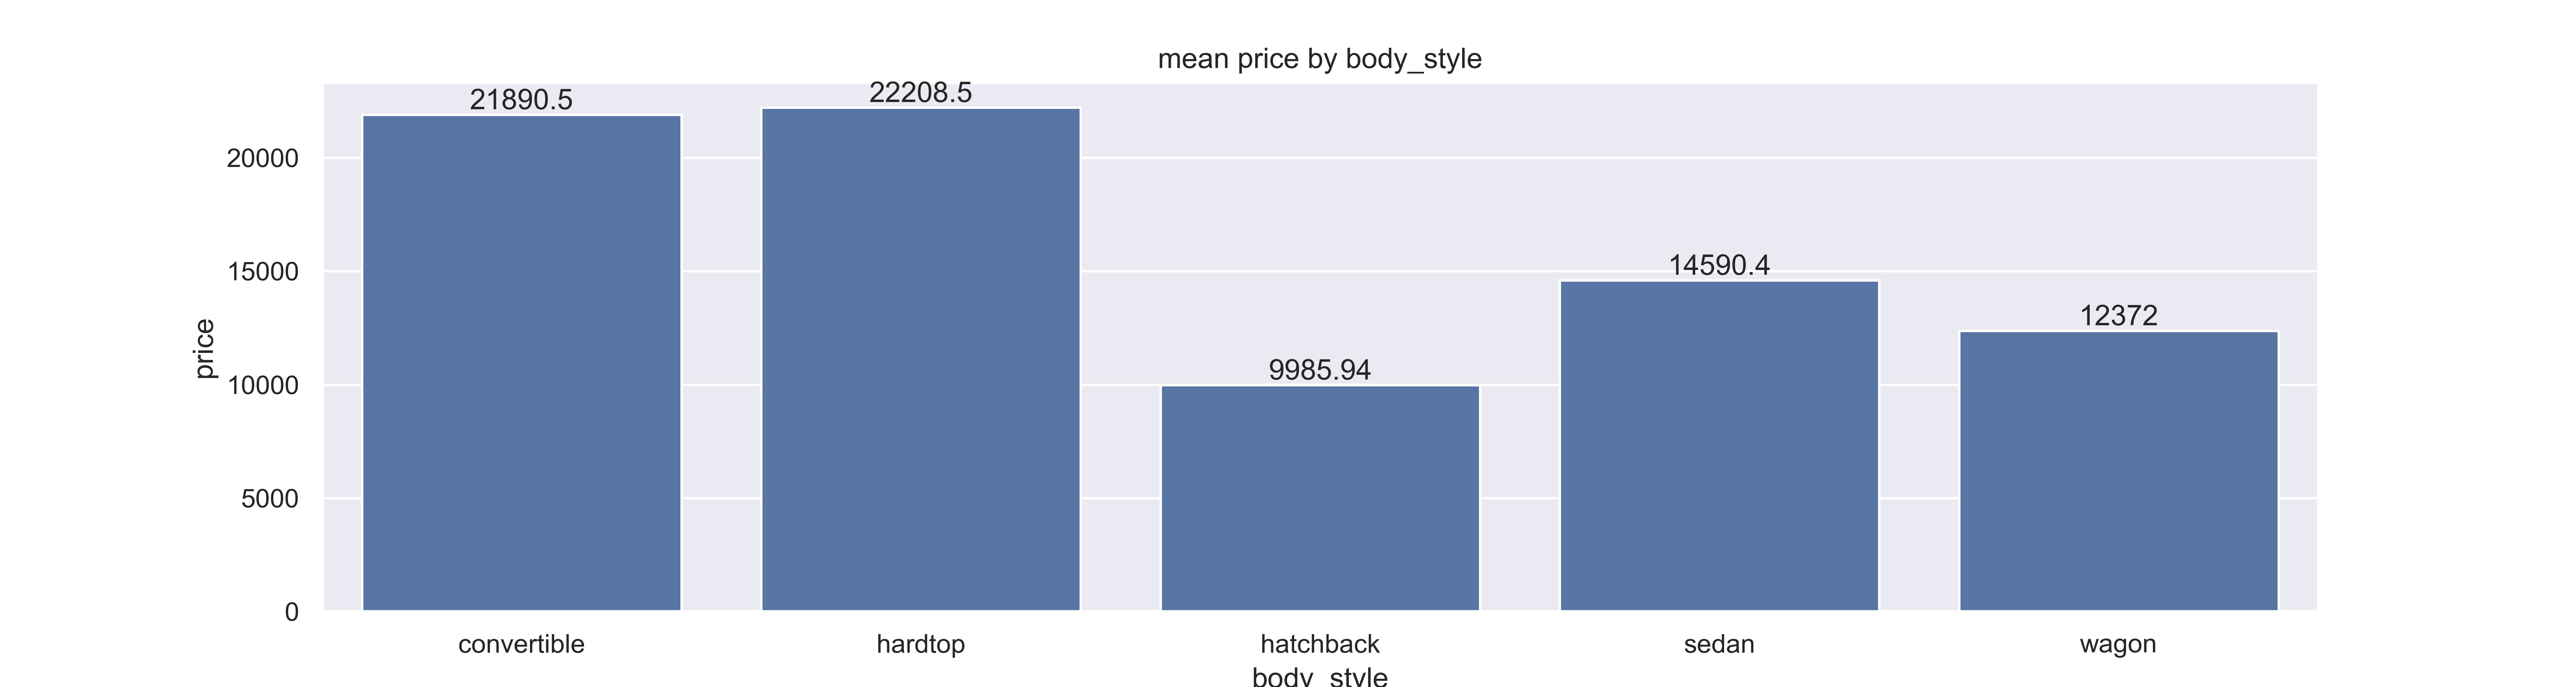 mean price by body_style
21890.5
22208.5
9985.94
14590.4
12372
price
20000
15000
10000
5000
0
convertible
hardtop
hatchback
sedan
wagon
body_style